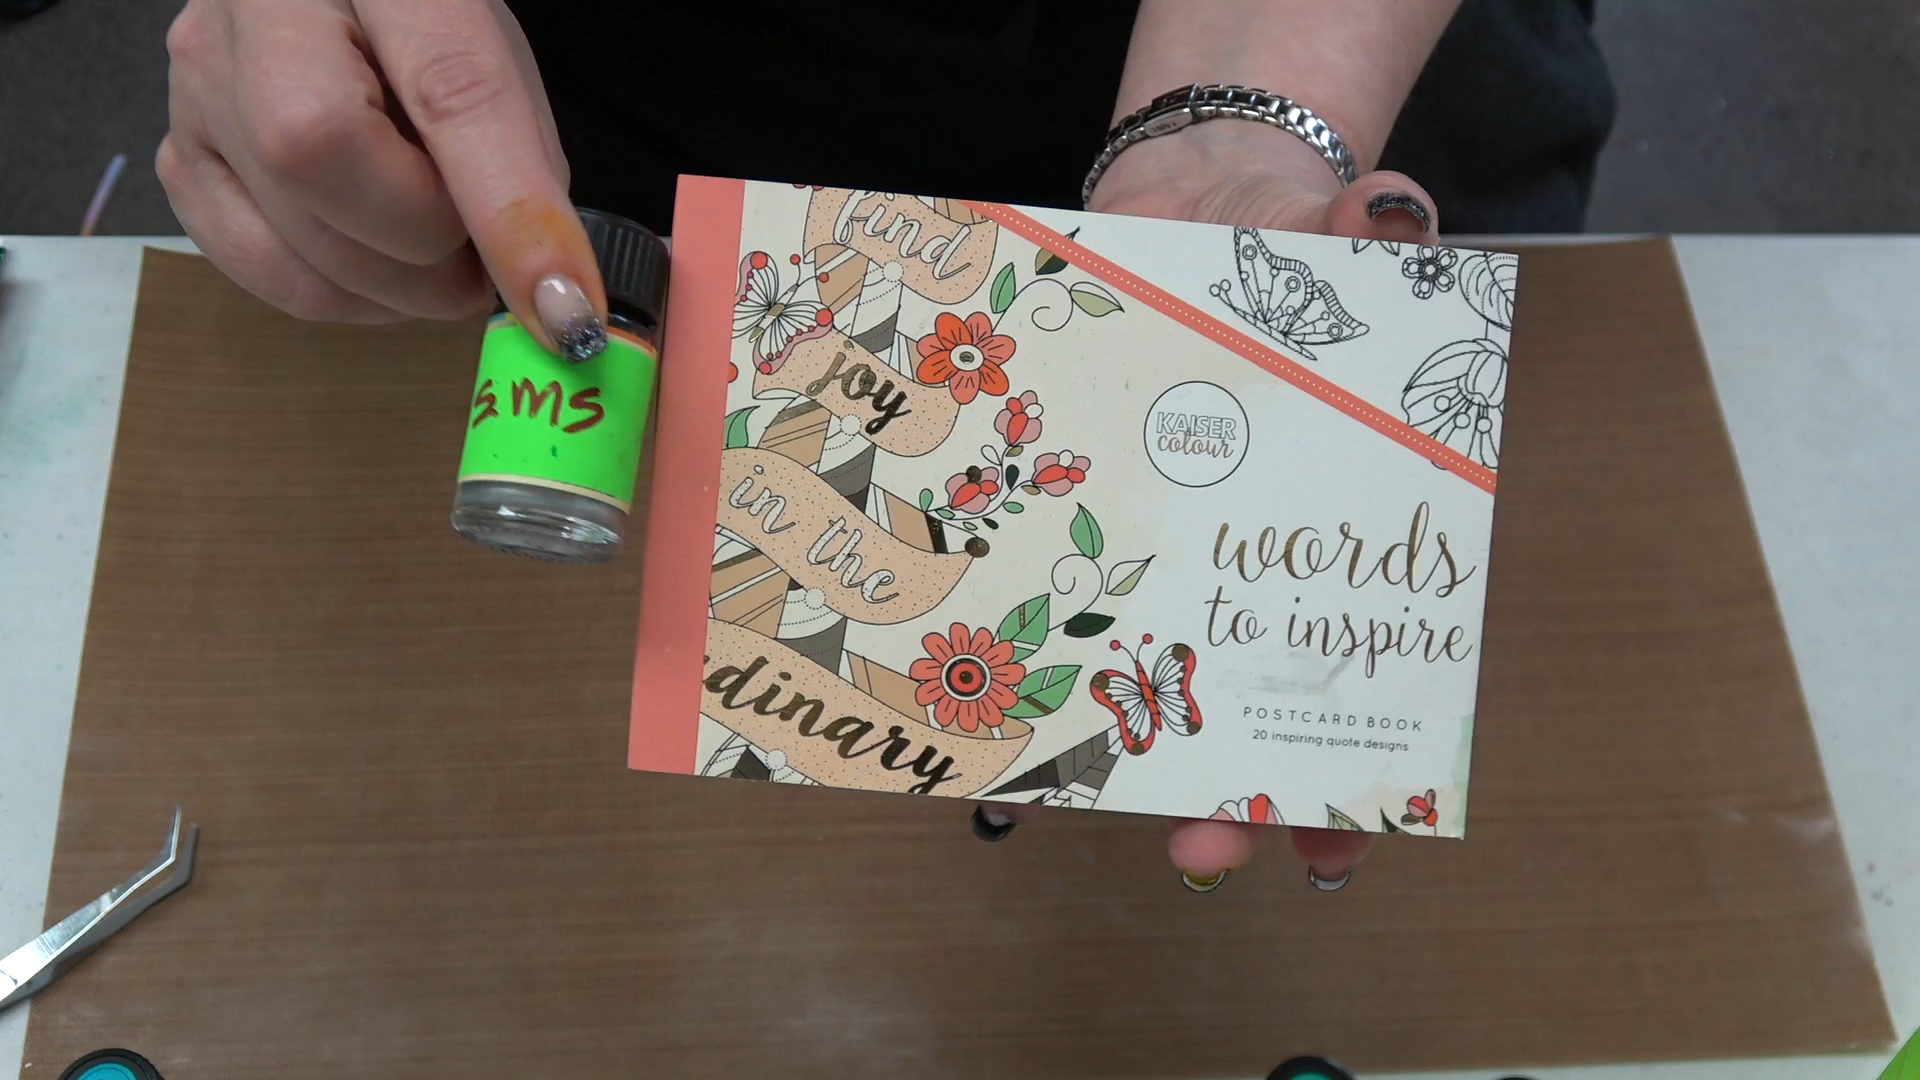 sms
find
joy
in the
dinary
KAISER
colour
words
to inspire
POSTCARD BOOK
20 inspiring quote designs